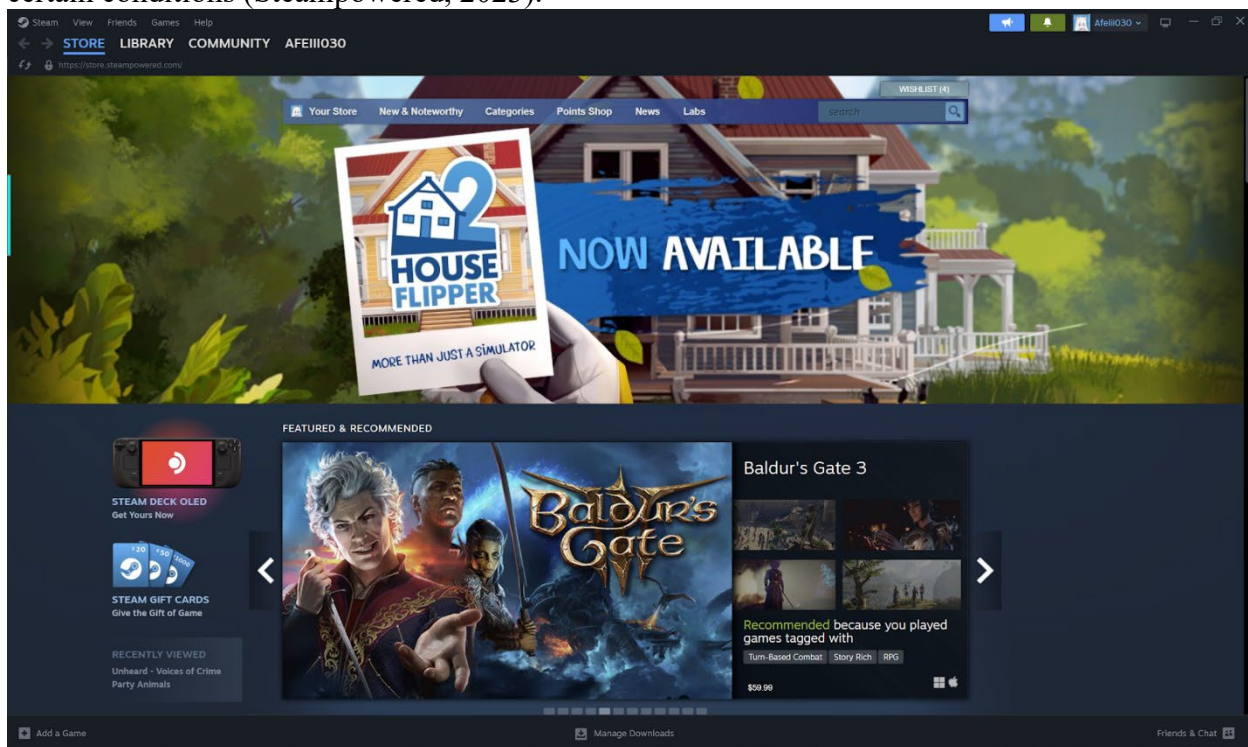 certain conditions (Steampowered, 2023).
Steam View Friends Games Help
Afeiii030
STORE LIBRARY COMMUNITY AFEIII030
https://store.steampowered.com/
WISHLIST (4)
Your Store New & Noteworthy Categories Points Shop News Labs search
2
HOUSE
FLIPPER
MORE THAN JUST A SIMULATOR
NOW AVAILABLE
FEATURED & RECOMMENDED
STEAM DECK OLED
Get Yours Now
STEAM GIFT CARDS
Give the Gift of Game
RECENTLY VIEWED
Unheard - Voices of Crime
Party Animals
Baldur's
Gate
Baldur's Gate 3
Recommended because you played
games tagged with
Turn-Based Combat Story Rich RPG
$59.99
Add a Game Manage Downloads Friends & Chat